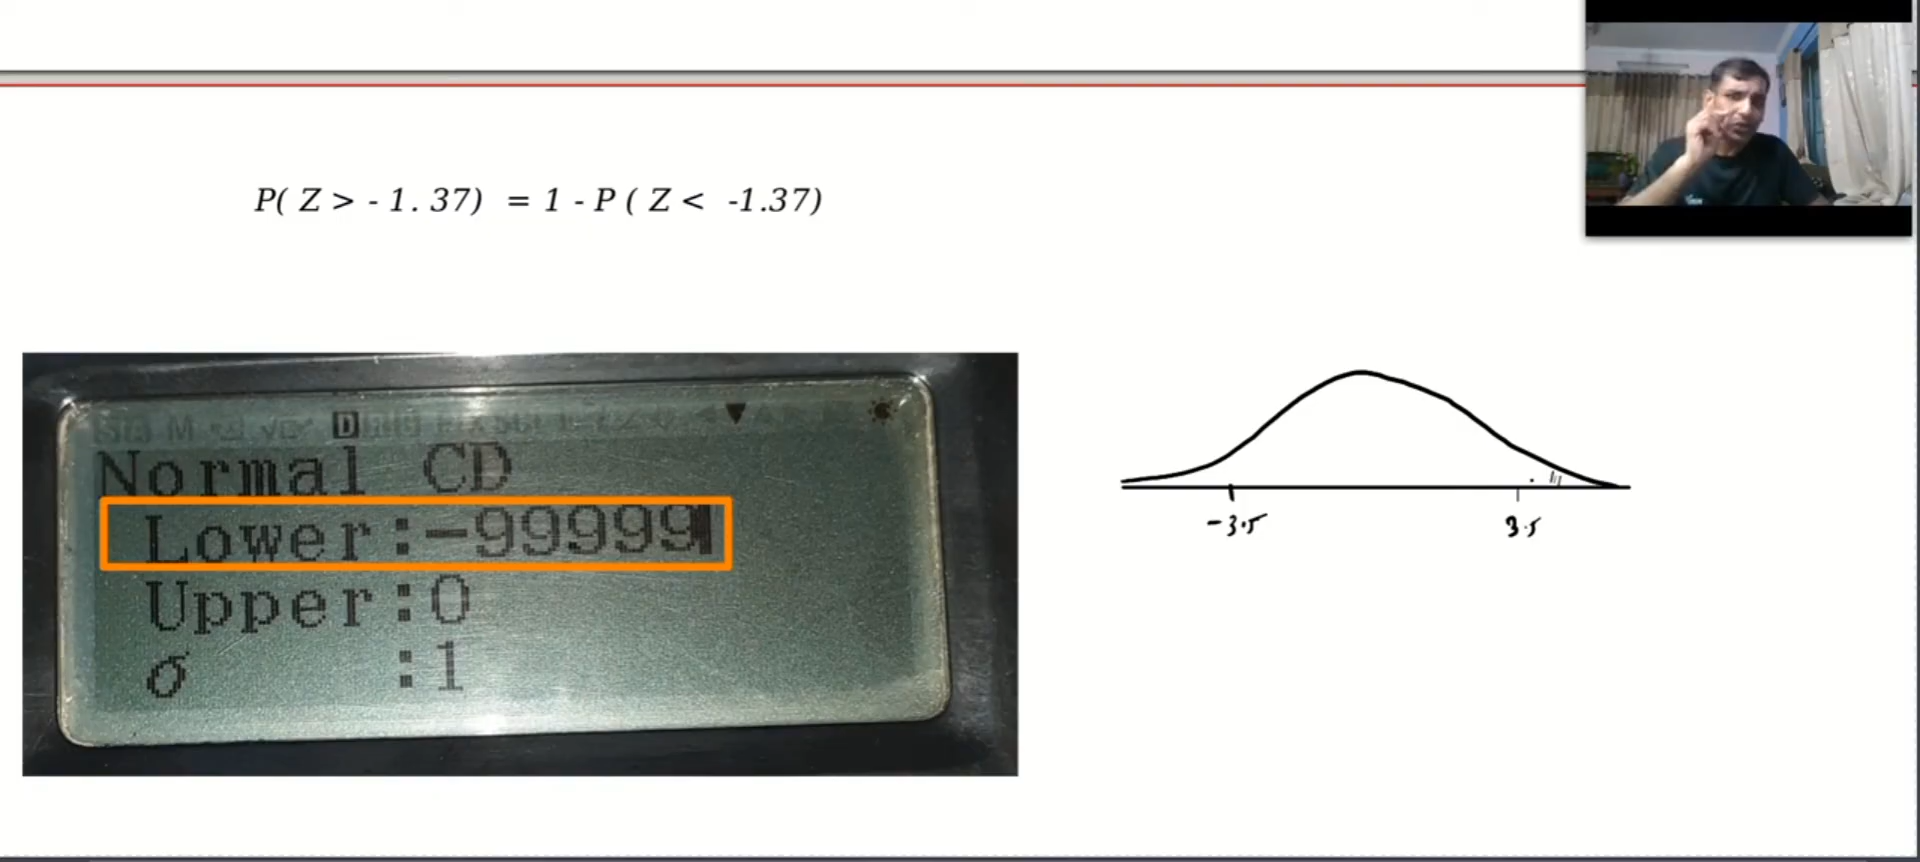 P( Z > - 1. 37) = 1 - P ( Z < -1.37)
Normal CD
Lower:-99999
Upper:0
σ :1
-3.5
3.5